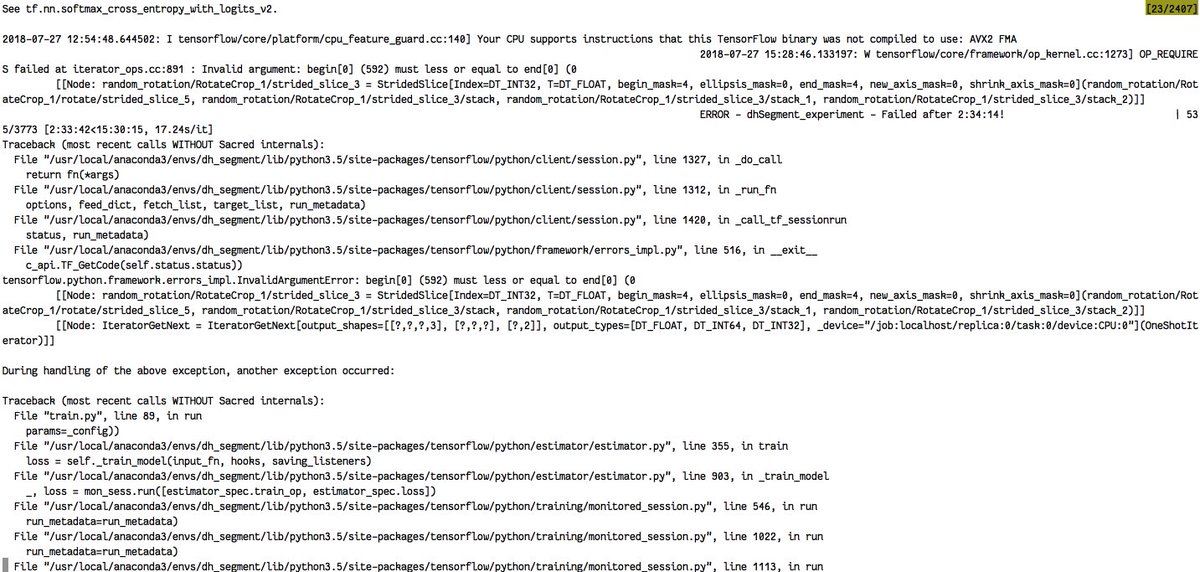 See tf.nn.softmax_cross_entropy_with_logits_v2. [23/2407]
2018-07-27 12:54:48.644502: I tensorflow/core/platform/cpu_feature_guard.cc:140] Your CPU supports instructions that this TensorFlow binary was not compiled to use: AVX2 FMA
2018-07-27 15:28:46.133197: W tensorflow/core/framework/op_kernel.cc:1273] OP_REQUIRE
S failed at iterator_ops.cc:891 : Invalid argument: begin[0] (592) must less or equal to end[0] (0
[[Node: random_rotation/RotateCrop_1/strided_slice_3 = StridedSlice[Index=DT_INT32, T=DT_FLOAT, begin_mask=4, ellipsis_mask=0, end_mask=4, new_axis_mask=0, shrink_axis_mask=0](random_rotation/Rot
ateCrop_1/rotate/strided_slice_5, random_rotation/RotateCrop_1/strided_slice_3/stack, random_rotation/RotateCrop_1/strided_slice_3/stack_1, random_rotation/RotateCrop_1/strided_slice_3/stack_2)]]
ERROR - dhSegment_experiment - Failed after 2:34:14! | 53
5/3773 [2:33:42<15:30:15, 17.24s/it]
Traceback (most recent calls WITHOUT Sacred internals):
File "/usr/local/anaconda3/envs/dh_segment/lib/python3.5/site-packages/tensorflow/python/client/session.py", line 1327, in _do_call
return fn(*args)
File "/usr/local/anaconda3/envs/dh_segment/lib/python3.5/site-packages/tensorflow/python/client/session.py", line 1312, in _run_fn
options, feed_dict, fetch_list, target_list, run_metadata)
File "/usr/local/anaconda3/envs/dh_segment/lib/python3.5/site-packages/tensorflow/python/client/session.py", line 1420, in _call_tf_sessionrun
status, run_metadata)
File "/usr/local/anaconda3/envs/dh_segment/lib/python3.5/site-packages/tensorflow/python/framework/errors_impl.py", line 516, in __exit__
c_api.TF_GetCode(self.status.status))
tensorflow.python.framework.errors_impl.InvalidArgumentError: begin[0] (592) must less or equal to end[0] (0
[[Node: random_rotation/RotateCrop_1/strided_slice_3 = StridedSlice[Index=DT_INT32, T=DT_FLOAT, begin_mask=4, ellipsis_mask=0, end_mask=4, new_axis_mask=0, shrink_axis_mask=0](random_rotation/Rot
ateCrop_1/rotate/strided_slice_5, random_rotation/RotateCrop_1/strided_slice_3/stack, random_rotation/RotateCrop_1/strided_slice_3/stack_1, random_rotation/RotateCrop_1/strided_slice_3/stack_2)]]
[[Node: IteratorGetNext = IteratorGetNext[output_shapes=[[?,?,?,3], [?,?,?], [?,2]], output_types=[DT_FLOAT, DT_INT64, DT_INT32], _device="/job:localhost/replica:0/task:0/device:CPU:0"](OneShotIt
erator)]]
During handling of the above exception, another exception occurred:
Traceback (most recent calls WITHOUT Sacred internals):
File "train.py", line 89, in run
params=_config))
File "/usr/local/anaconda3/envs/dh_segment/lib/python3.5/site-packages/tensorflow/python/estimator/estimator.py", line 355, in train
loss = self._train_model(input_fn, hooks, saving_listeners)
File "/usr/local/anaconda3/envs/dh_segment/lib/python3.5/site-packages/tensorflow/python/estimator/estimator.py", line 903, in _train_model
_, loss = mon_sess.run([estimator_spec.train_op, estimator_spec.loss])
File "/usr/local/anaconda3/envs/dh_segment/lib/python3.5/site-packages/tensorflow/python/training/monitored_session.py", line 546, in run
run_metadata=run_metadata)
File "/usr/local/anaconda3/envs/dh_segment/lib/python3.5/site-packages/tensorflow/python/training/monitored_session.py", line 1022, in run
run_metadata=run_metadata)
File "/usr/local/anaconda3/envs/dh_segment/lib/python3.5/site-packages/tensorflow/python/training/monitored_session.py", line 1113, in run